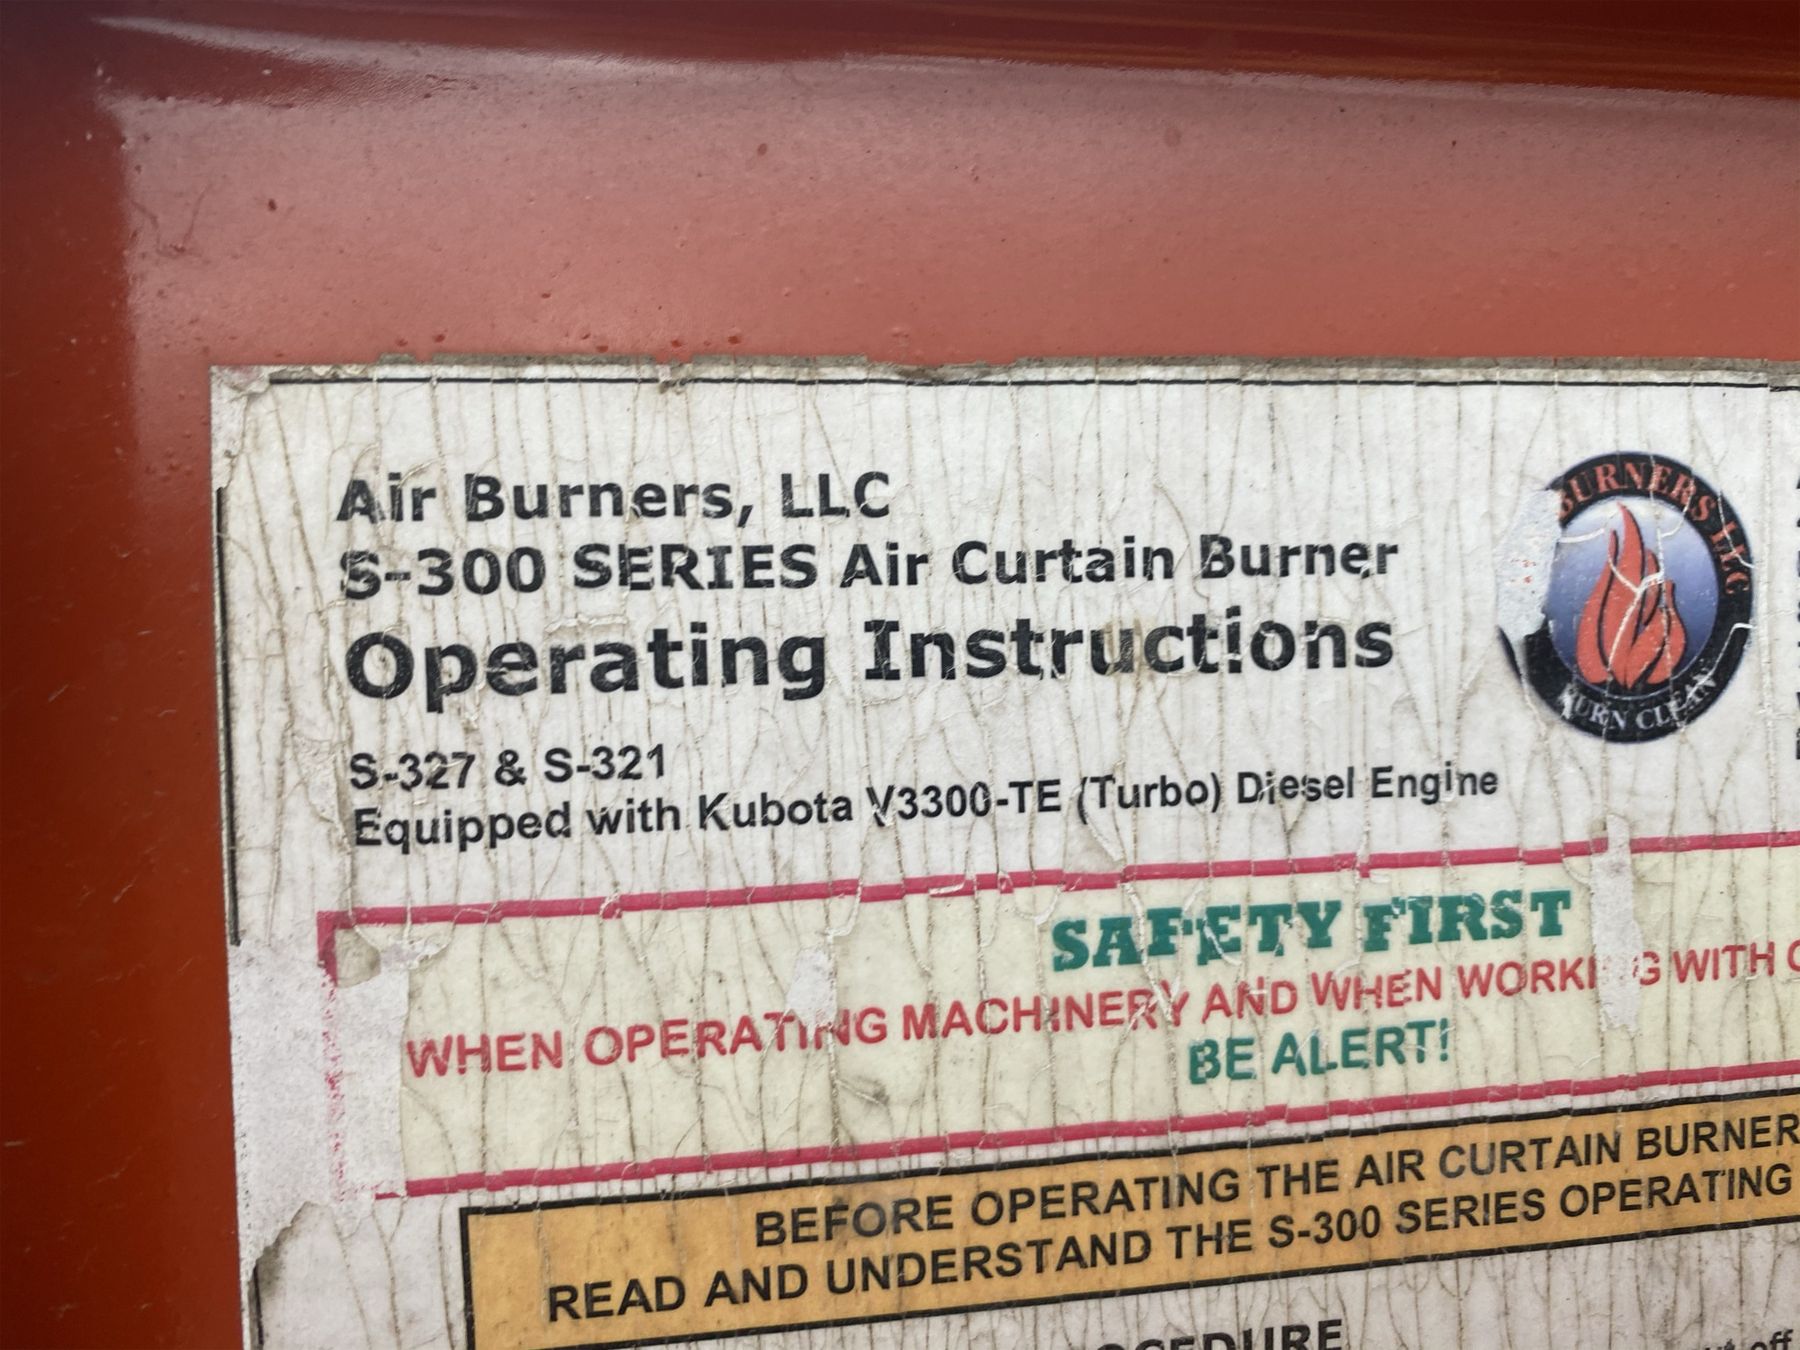 Air Burners, LLC
S-300 SERIES Air Curtain Burner
Operating Instructions
BURNERS LLC
BURN CLEAN
S-327 & S-321
Equipped with Kubota V3300-TE (Turbo) Diesel Engine
SAFETY FIRST
WHEN OPERATING MACHINERY AND WHEN WORKING WITH
BE ALERT!
BEFORE OPERATING THE AIR CURTAIN BURNER
READ AND UNDERSTAND THE S-300 SERIES OPERATING
off